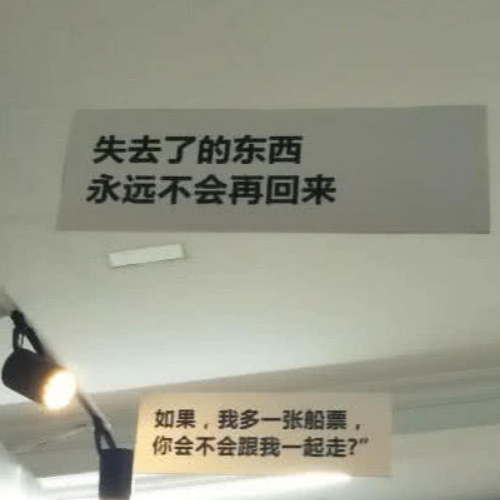 失去了的东西
永远不会再回来
如果，我多一张船票，
你会不会跟我一起走?”